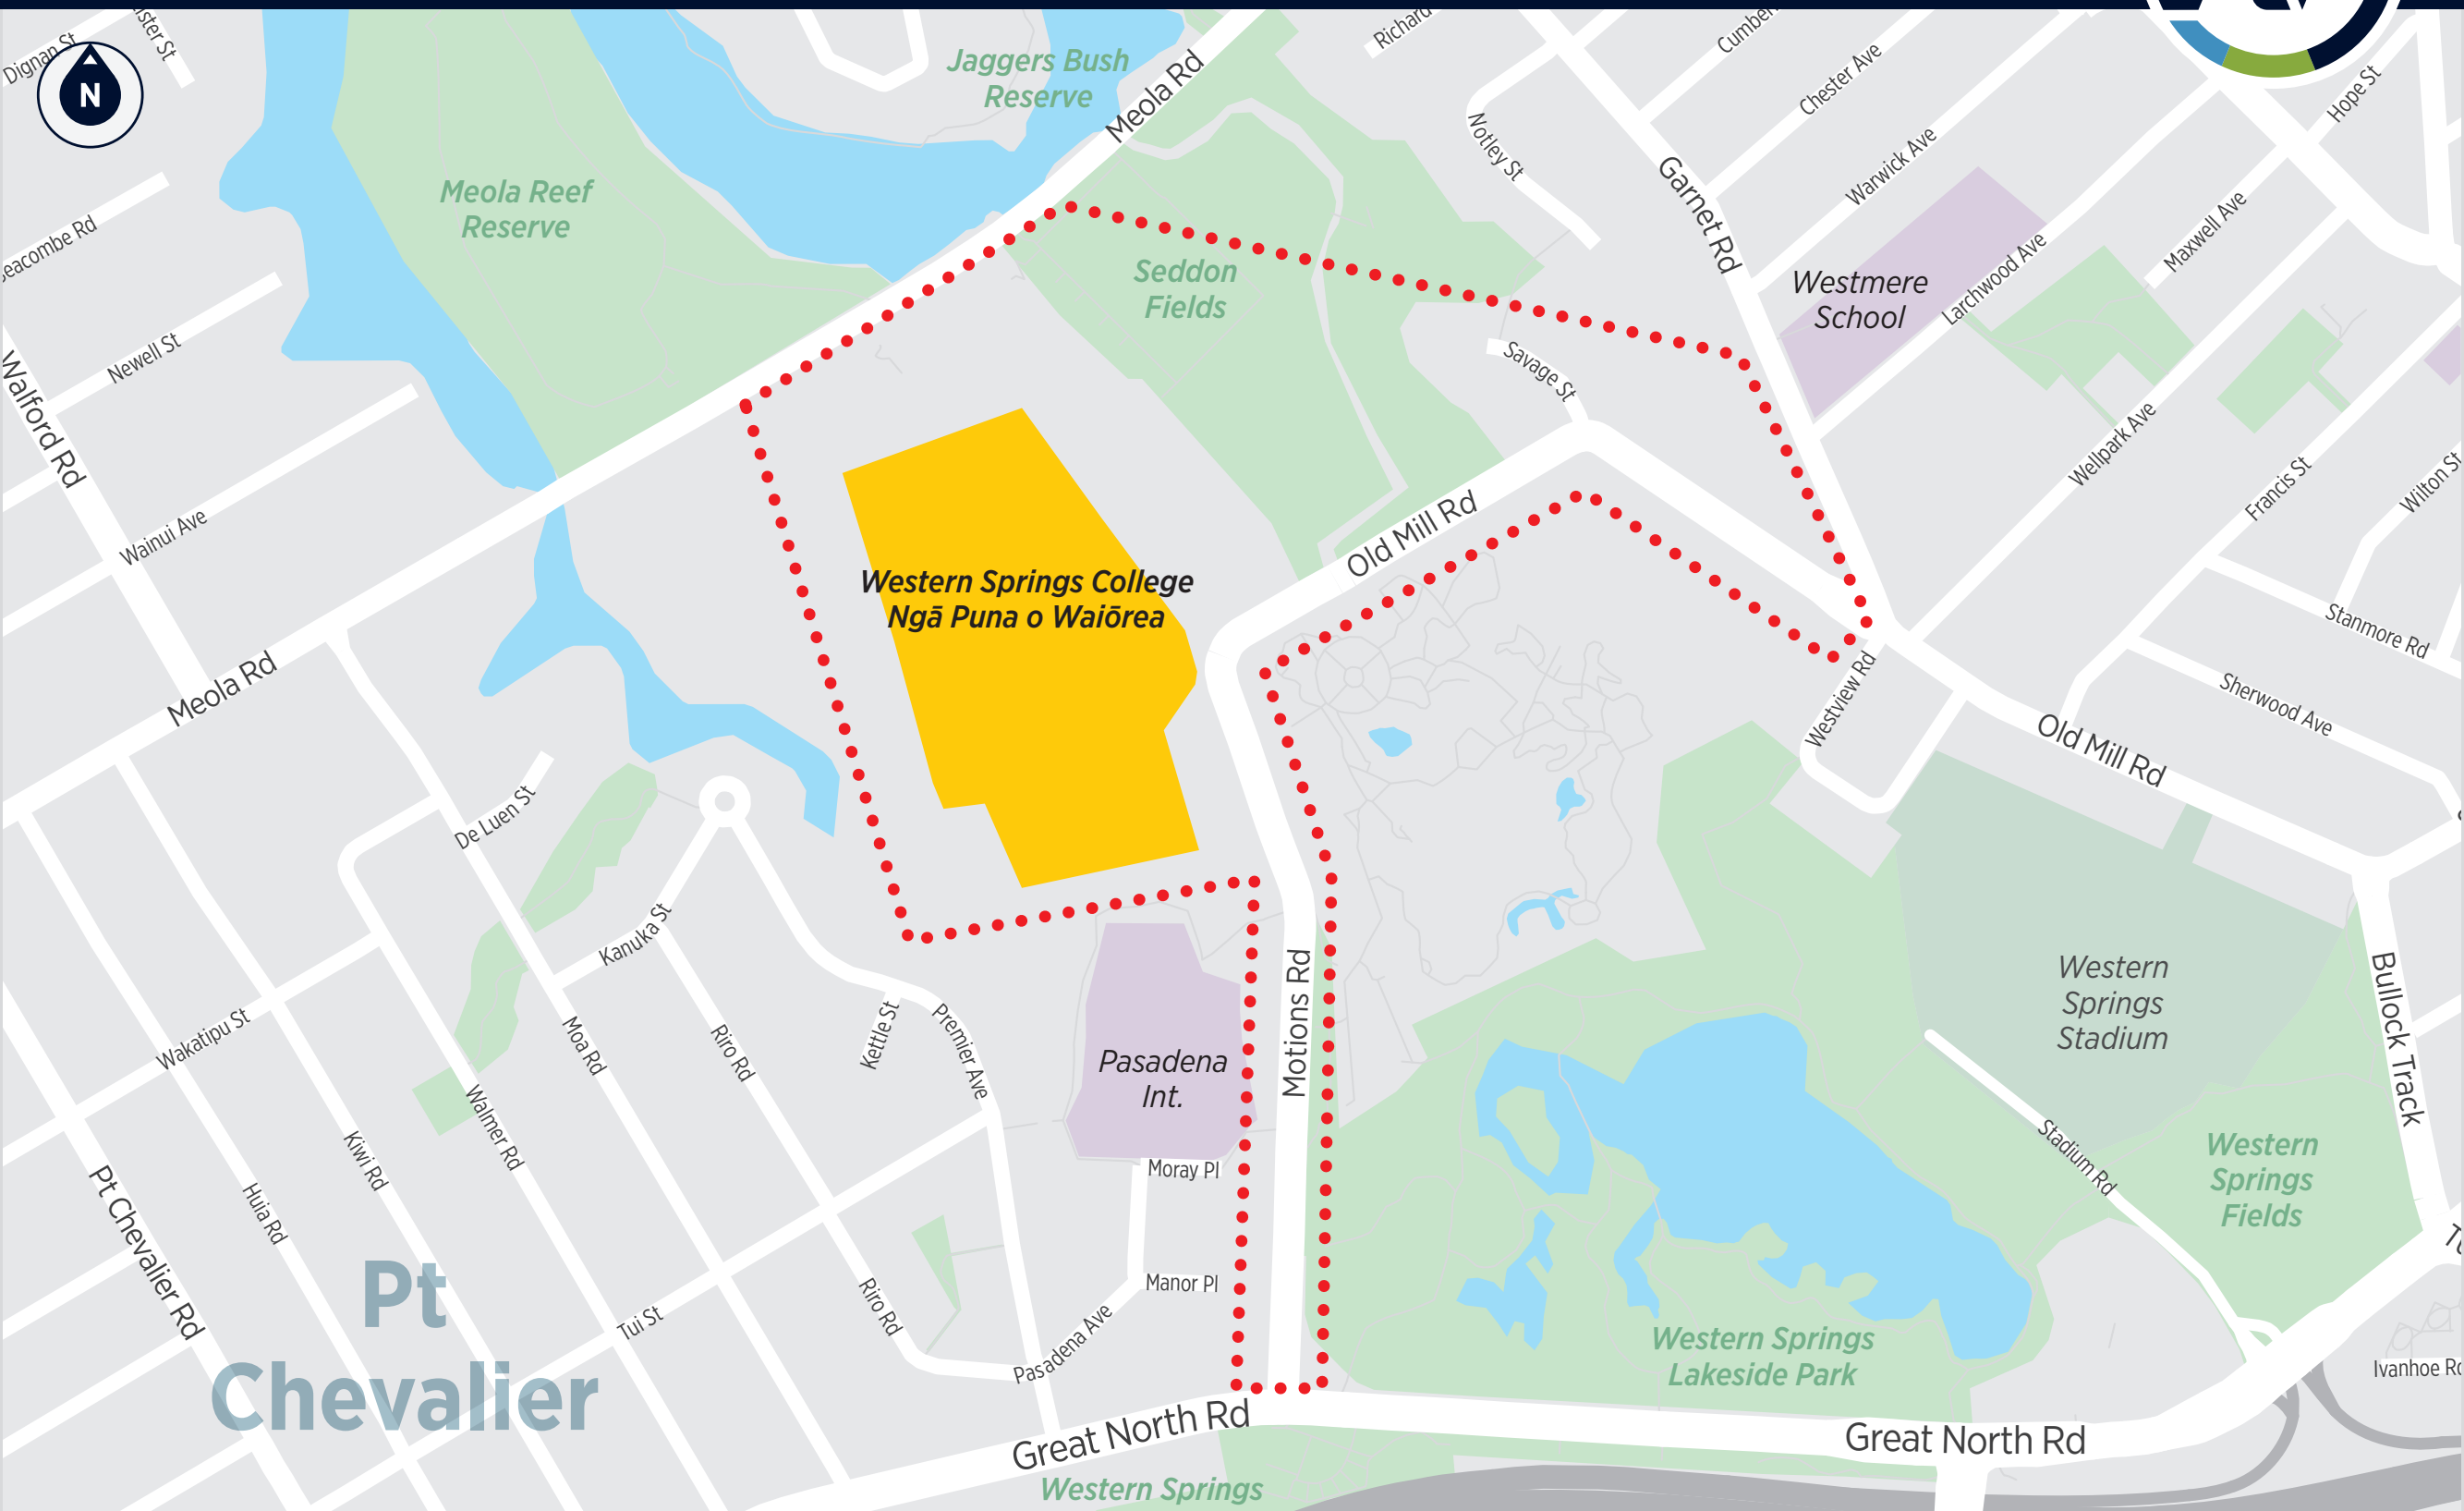 Dignan St
N
Jaggers Bush
Reserve
Meola Rd
Richard
Chester Ave
Hope St
Notley St
Warwick Ave
Garnet Rd
Meola Reef
Reserve
Maxwell Ave
Seddon
Fields
Westmere
School
Larchwood Ave
Newell St
Walford Rd
Savage St
Wellpark Ave
Francis St
Wilton St
Wainui Ave
Old Mill Rd
Western Springs College
Ngā Puna o Waiōrea
Stanmore Rd
Meola Rd
Westview Rd
Sherwood Ave
Old Mill Rd
De Luen St
Kanuka St
Western
Springs
Stadium
Bullock Track
Motions Rd
Wakatipu St
Moa Rd
Riro Rd
Kettle St
Premier Ave
Pasadena
Int.
Walmer Rd
Kiwi Rd
Huia Rd
Pt Chevalier Rd
Moray Pl
Stadium Rd
Western
Springs
Fields
Manor Pl
Pt
Chevalier
Tui St
Riro Rd
Pasadena Ave
Western Springs
Lakeside Park
Great North Rd
Great North Rd
Western Springs